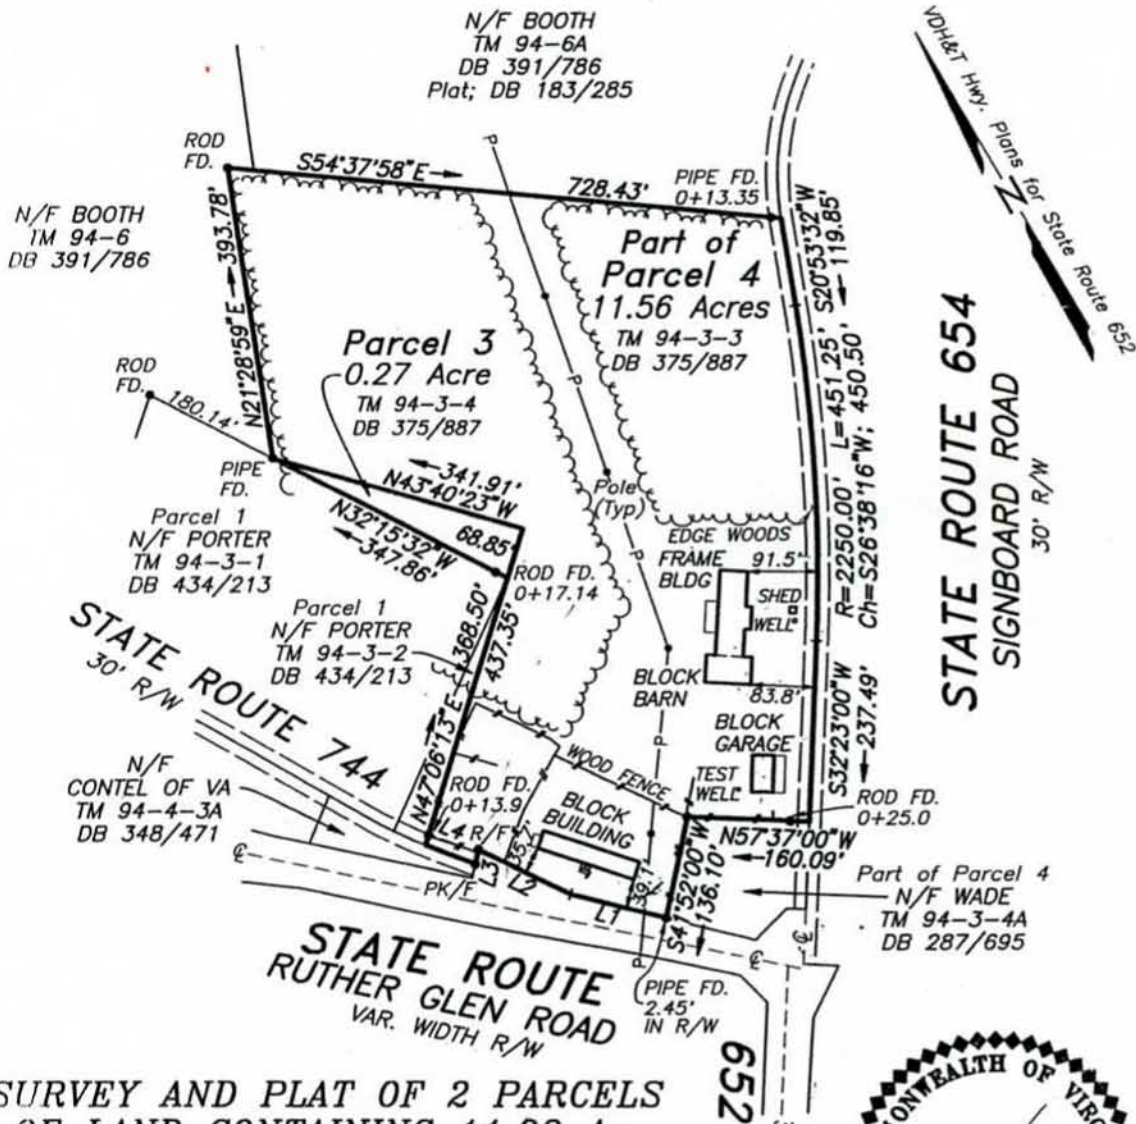 N/F BOOTH
TM 94-6A
DB 391/786
Plat; DB 183/285
VDH&T Hwy. Plans for State Route 652
N
ROD
FD.
S54°37'58"E
728.43'
PIPE FD.
0+13.35
N/F BOOTH
TM 94-6
DB 391/786
N21°28'59"E
393.78'
Part of
Parcel 4
11.56 Acres
TM 94-3-3
DB 375/887
S20°53'32"W
119.85'
Parcel 3
0.27 Acre
TM 94-3-4
DB 375/887
R=2250.00' L=451.25'
Ch=S26°38'16"W; 450.50'
STATE ROUTE 654
SIGNBOARD ROAD
30' R/W
ROD
FD.
180.14'
PIPE
FD.
341.91'
N43°40'23"W
N32°15'32"W
347.86'
68.85'
Pole
(Typ)
P
P
P
P
P
P
EDGE WOODS
FRAME
BLDG
91.5'
SHED
WELL
Parcel 1
N/F PORTER
TM 94-3-1
DB 434/213
ROD FD.
0+17.14
Parcel 1
N/F PORTER
TM 94-3-2
DB 434/213
N47°06'13"E
368.50'
437.35'
STATE ROUTE 744
30' R/W
BLOCK
BARN
83.8'
BLOCK
GARAGE
S32°23'00"W
237.49'
WOOD FENCE
TEST
WELL
N/F
CONTEL OF VA
TM 94-4-3A
DB 348/471
ROD FD.
0+13.9
BLOCK
BUILDING
ROD FD.
0+25.0
N57°37'00"W
160.09'
L4
R/F
35'
L3
L2
L1
39.1'
PK/F
S41°52'00"W
136.10'
Part of Parcel 4
N/F WADE
TM 94-3-4A
DB 287/695
STATE ROUTE
RUTHER GLEN ROAD
VAR. WIDTH R/W
PIPE FD.
2.45'
IN R/W
652
SURVEY AND PLAT OF 2 PARCELS
OF LAND CONTAINING
OF